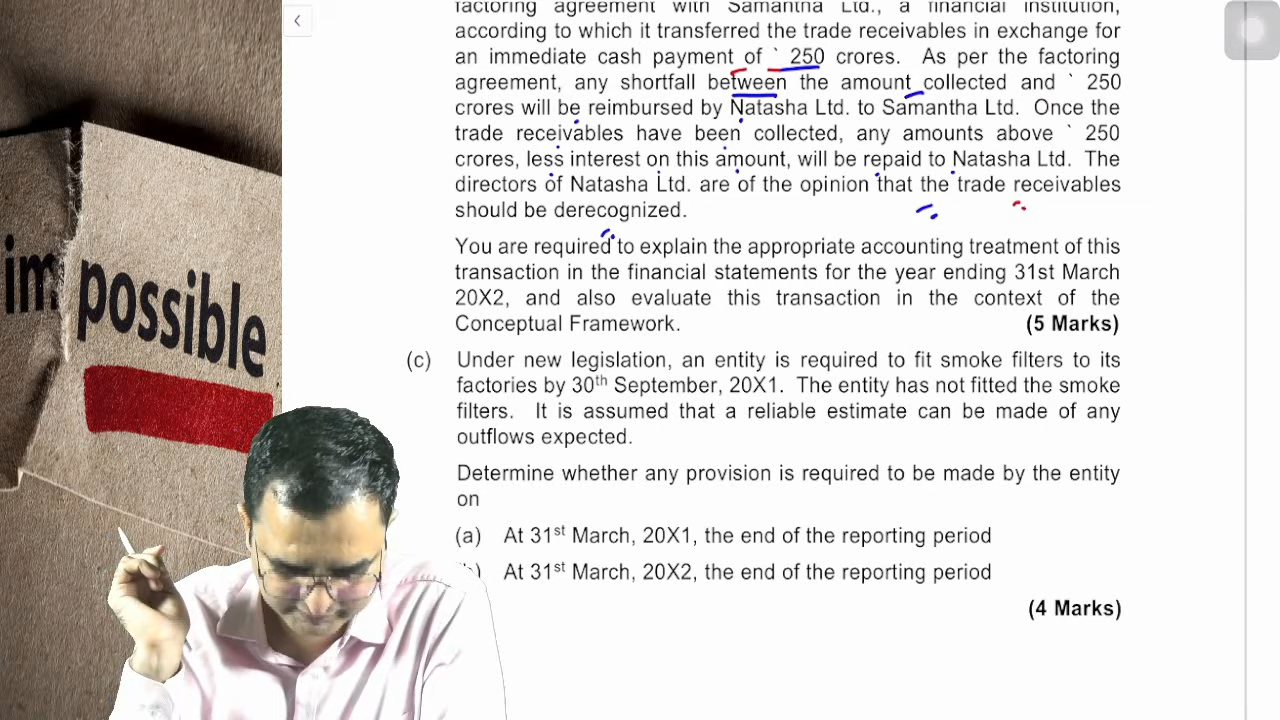 factoring agreement with Samantha Ltd., a financial institution,
according to which it transferred the trade receivables in exchange for
an immediate cash payment of ` 250 crores. As per the factoring
agreement, any shortfall between the amount collected and ` 250
crores will be reimbursed by Natasha Ltd. to Samantha Ltd. Once the
trade receivables have been collected, any amounts above ` 250
crores, less interest on this amount, will be repaid to Natasha Ltd. The
directors of Natasha Ltd. are of the opinion that the trade receivables
should be derecognized.
You are required to explain the appropriate accounting treatment of this
transaction in the financial statements for the year ending 31st March
20X2, and also evaluate this transaction in the context of the
Conceptual Framework. (5 Marks)
(c) Under new legislation, an entity is required to fit smoke filters to its
factories by 30th September, 20X1. The entity has not fitted the smoke
filters. It is assumed that a reliable estimate can be made of any
outflows expected.
Determine whether any provision is required to be made by the entity
on
(a) At 31st March, 20X1, the end of the reporting period
) At 31st March, 20X2, the end of the reporting period
(4 Marks)
im possible